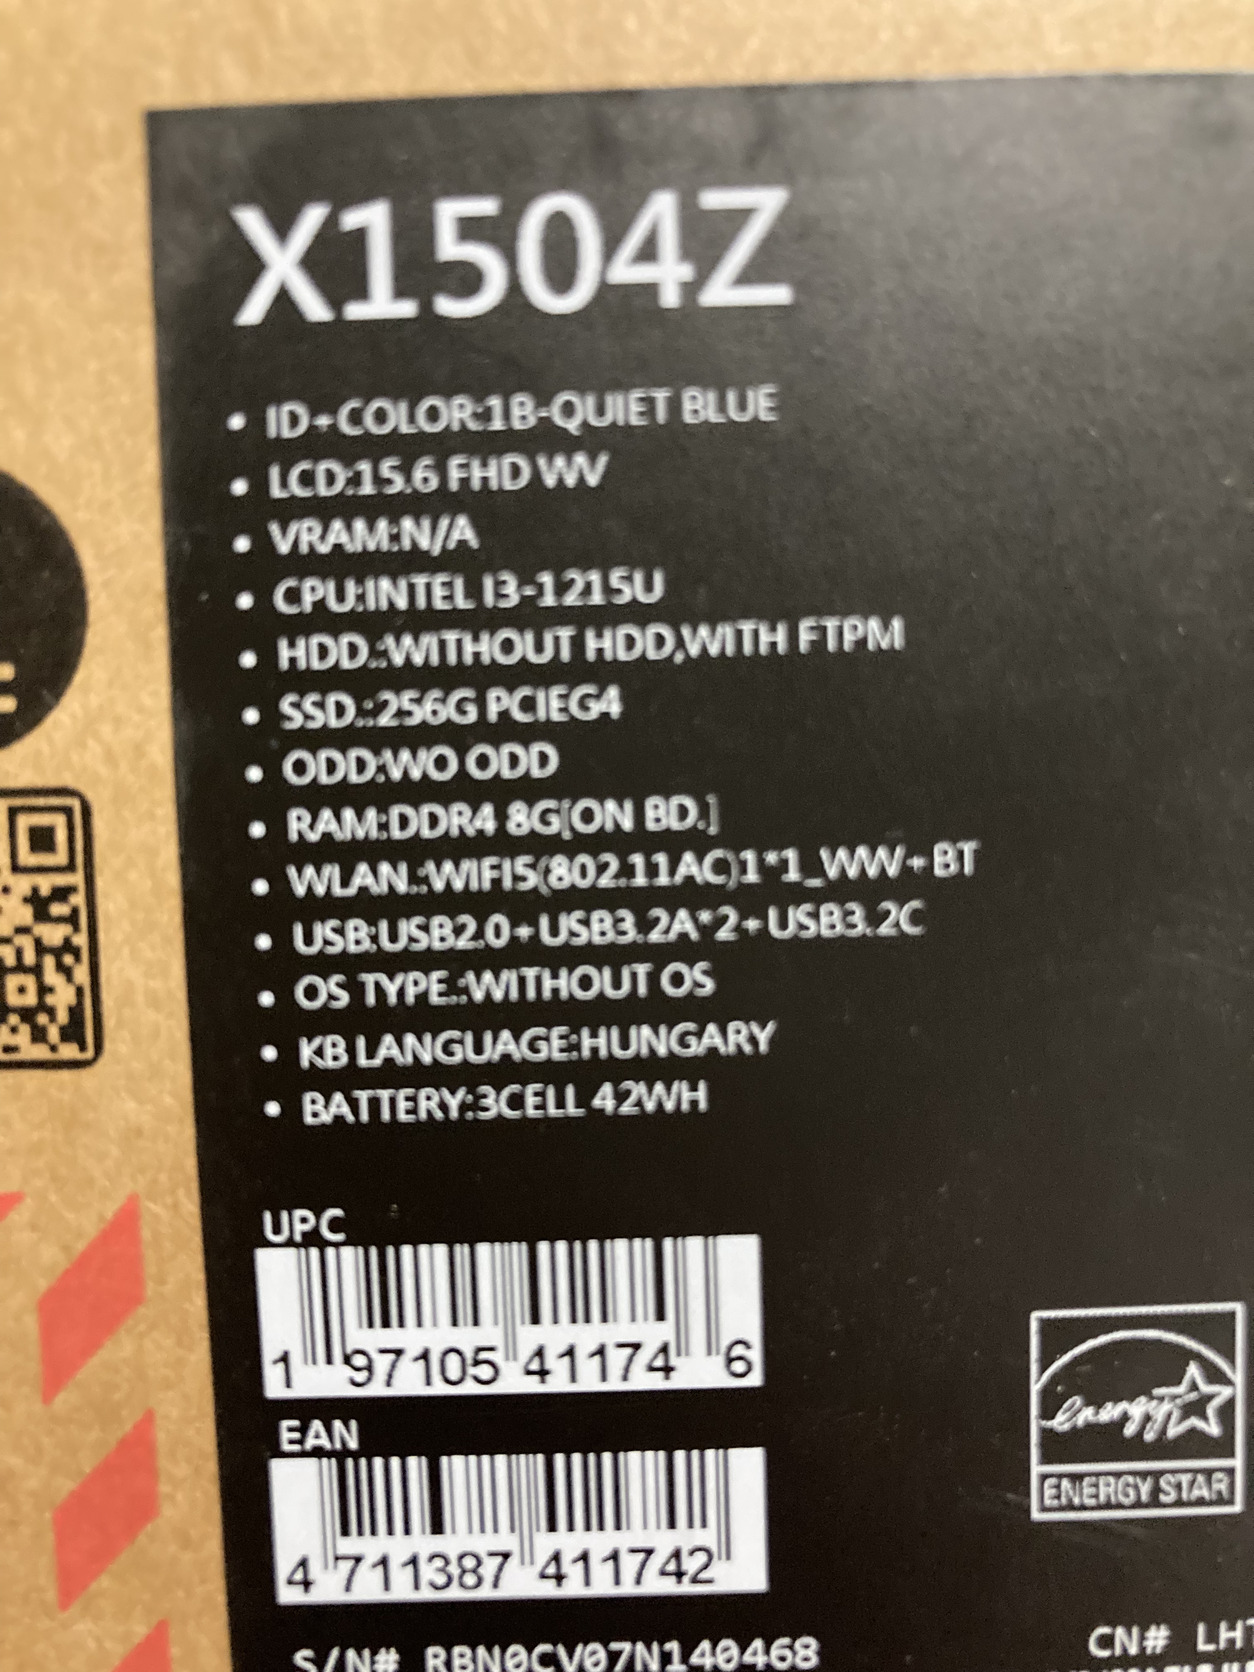 X1504Z
• ID+COLOR:1B-QUIET BLUE
• LCD:15.6 FHD WV
• VRAM:N/A
• CPU:INTEL I3-1215U
• HDD.:WITHOUT HDD,WITH FTPM
• SSD.:256G PCIEG4
• ODD:WO ODD
• RAM:DDR4 8G[ON BD.]
• WLAN.:WIFI5(802.11AC)1*1_WW+BT
• USB:USB2.0+USB3.2A*2+USB3.2C
• OS TYPE.:WITHOUT OS
• KB LANGUAGE:HUNGARY
• BATTERY:3CELL 42WH
UPC
1 97105 41174 6
EAN
4 711387 411742
energy
ENERGY STAR
S/N# RBN0CV07N140468
CN# LHT